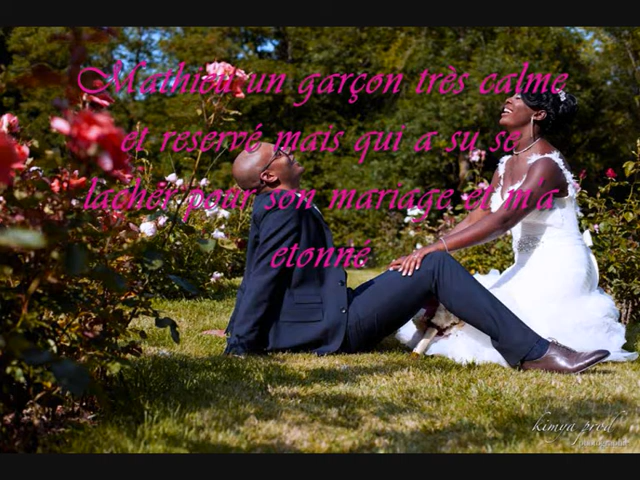 Mathieu un garçon très calme
et reservé mais qui a su se
lacher pour son mariage et m'a
etonné
kimya prod
photographie